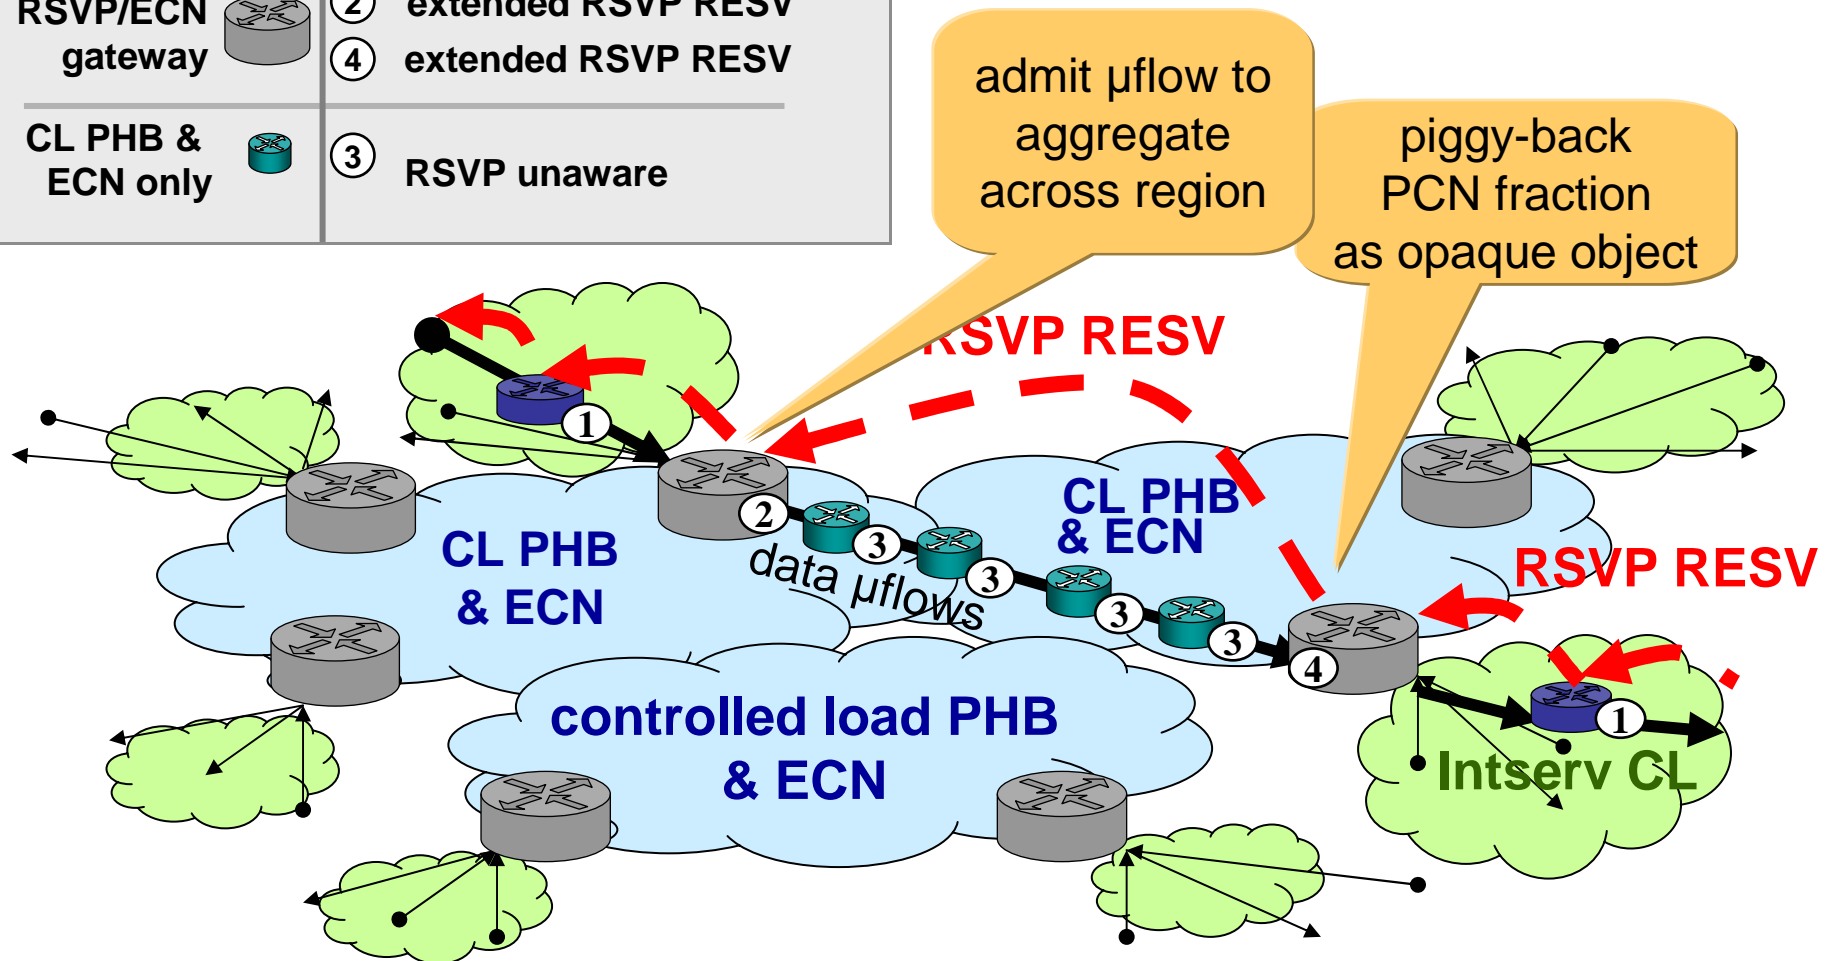 RSVP/ECN
gateway
2 extended RSVP RESV
4 extended RSVP RESV
CL PHB &
ECN only
3 RSVP unaware
admit µflow to
aggregate
across region
piggy-back
PCN fraction
as opaque object
RSVP RESV
1
CL PHB
& ECN
2
3
3
3
3
4
data µflows
CL PHB
& ECN
RSVP RESV
controlled load PHB
& ECN
1
Intserv CL